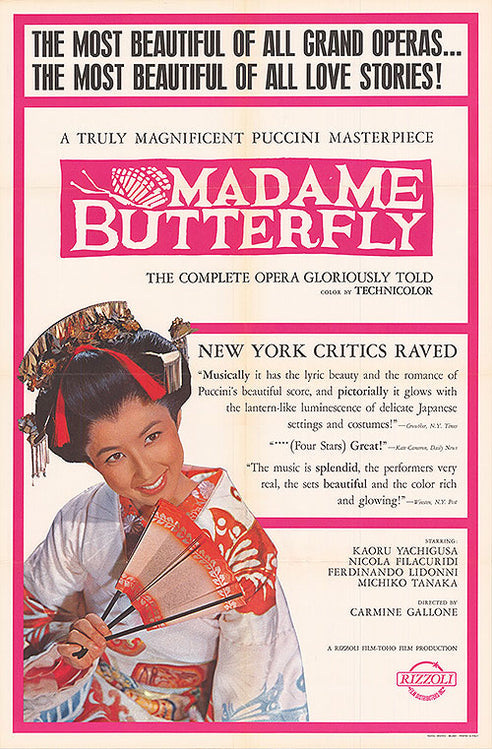 THE MOST BEAUTIFUL OF ALL GRAND OPERAS...
THE MOST BEAUTIFUL OF ALL LOVE STORIES!
A TRULY MAGNIFICENT PUCCINI MASTERPIECE
MADAME
BUTTERFLY
THE COMPLETE OPERA GLORIOUSLY TOLD
COLOR BY TECHNICOLOR
NEW YORK CRITICS RAVED
“Musically it has the lyric beauty and the romance of
Puccini's beautiful score, and pictorially it glows with
the lantern-like luminescence of delicate Japanese
settings and costumes!”—Crowther, N.Y. Times
“**** (Four Stars) Great!”—Kate Cameron, Daily News
“The music is splendid, the performers very
real, the sets beautiful and the color rich
and glowing!”—Winsten, N.Y. Post
STARRING
KAORU YACHIGUSA
NICOLA FILACURIDI
FERDINANDO LIDONNI
MICHIKO TANAKA
DIRECTED BY
CARMINE GALLONE
A RIZZOLI FILM-TOHO FILM PRODUCTION
RIZZOLI